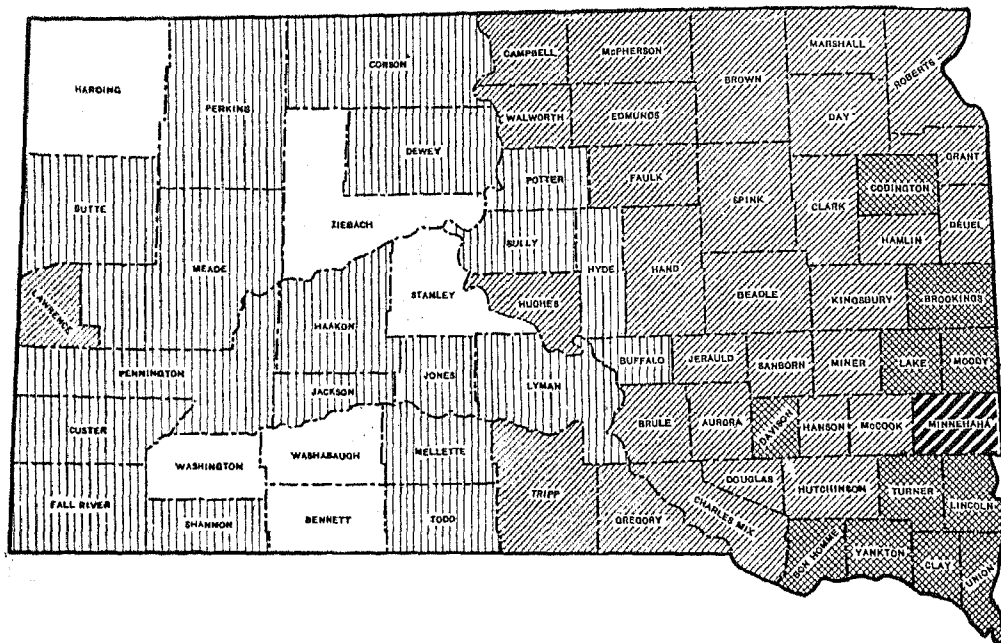 HARDING
PERKINS
CORSON
CAMPBELL
McPHERSON
BROWN
MARSHALL
ROBERTS
WALWORTH
EDMUNDS
DAY
DEWEY
POTTER
FAULK
SPINK
CLARK
CODINGTON
GRANT
BUTTE
ZIEBACH
SULLY
HAMLIN
DEUEL
MEADE
STANLEY
HUGHES
HYDE
HAND
BEADLE
KINGSBURY
BROOKINGS
LAWRENCE
HAAKON
PENNINGTON
JACKSON
JONES
LYMAN
BUFFALO
JERAULD
SANBORN
MINER
LAKE
MOODY
CUSTER
BRULE
AURORA
DAVISON
HANSON
McCOOK
MINNEHAHA
WASHINGTON
WASHABAUGH
MELLETTE
TRIPP
DOUGLAS
HUTCHINSON
TURNER
LINCOLN
FALL RIVER
SHANNON
BENNETT
TODD
GREGORY
CHARLES MIX
BON HOMME
YANKTON
CLAY
UNION